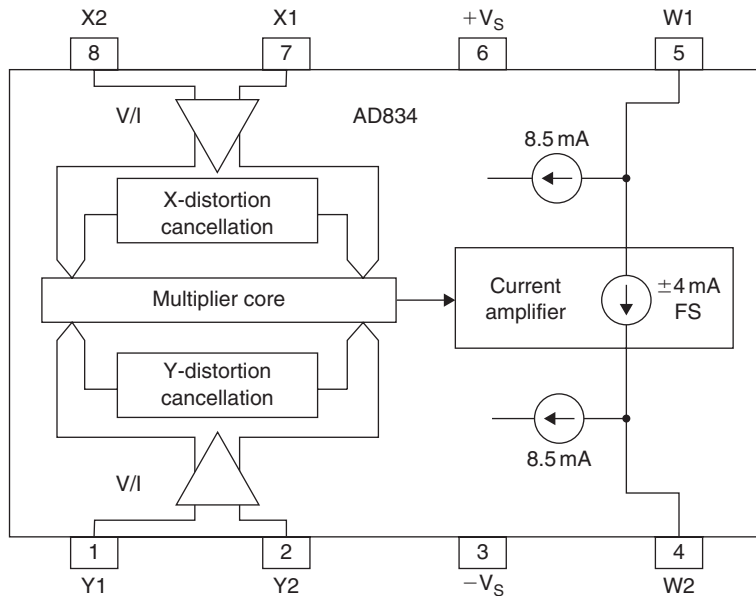 X2 X1 +VS W1
8 7 6 5
V/I AD834
8.5 mA
X-distortion
cancellation
Multiplier core
Current
amplifier
±4 mA
FS
Y-distortion
cancellation
8.5 mA
V/I
1 2 3 4
Y1 Y2 −VS W2